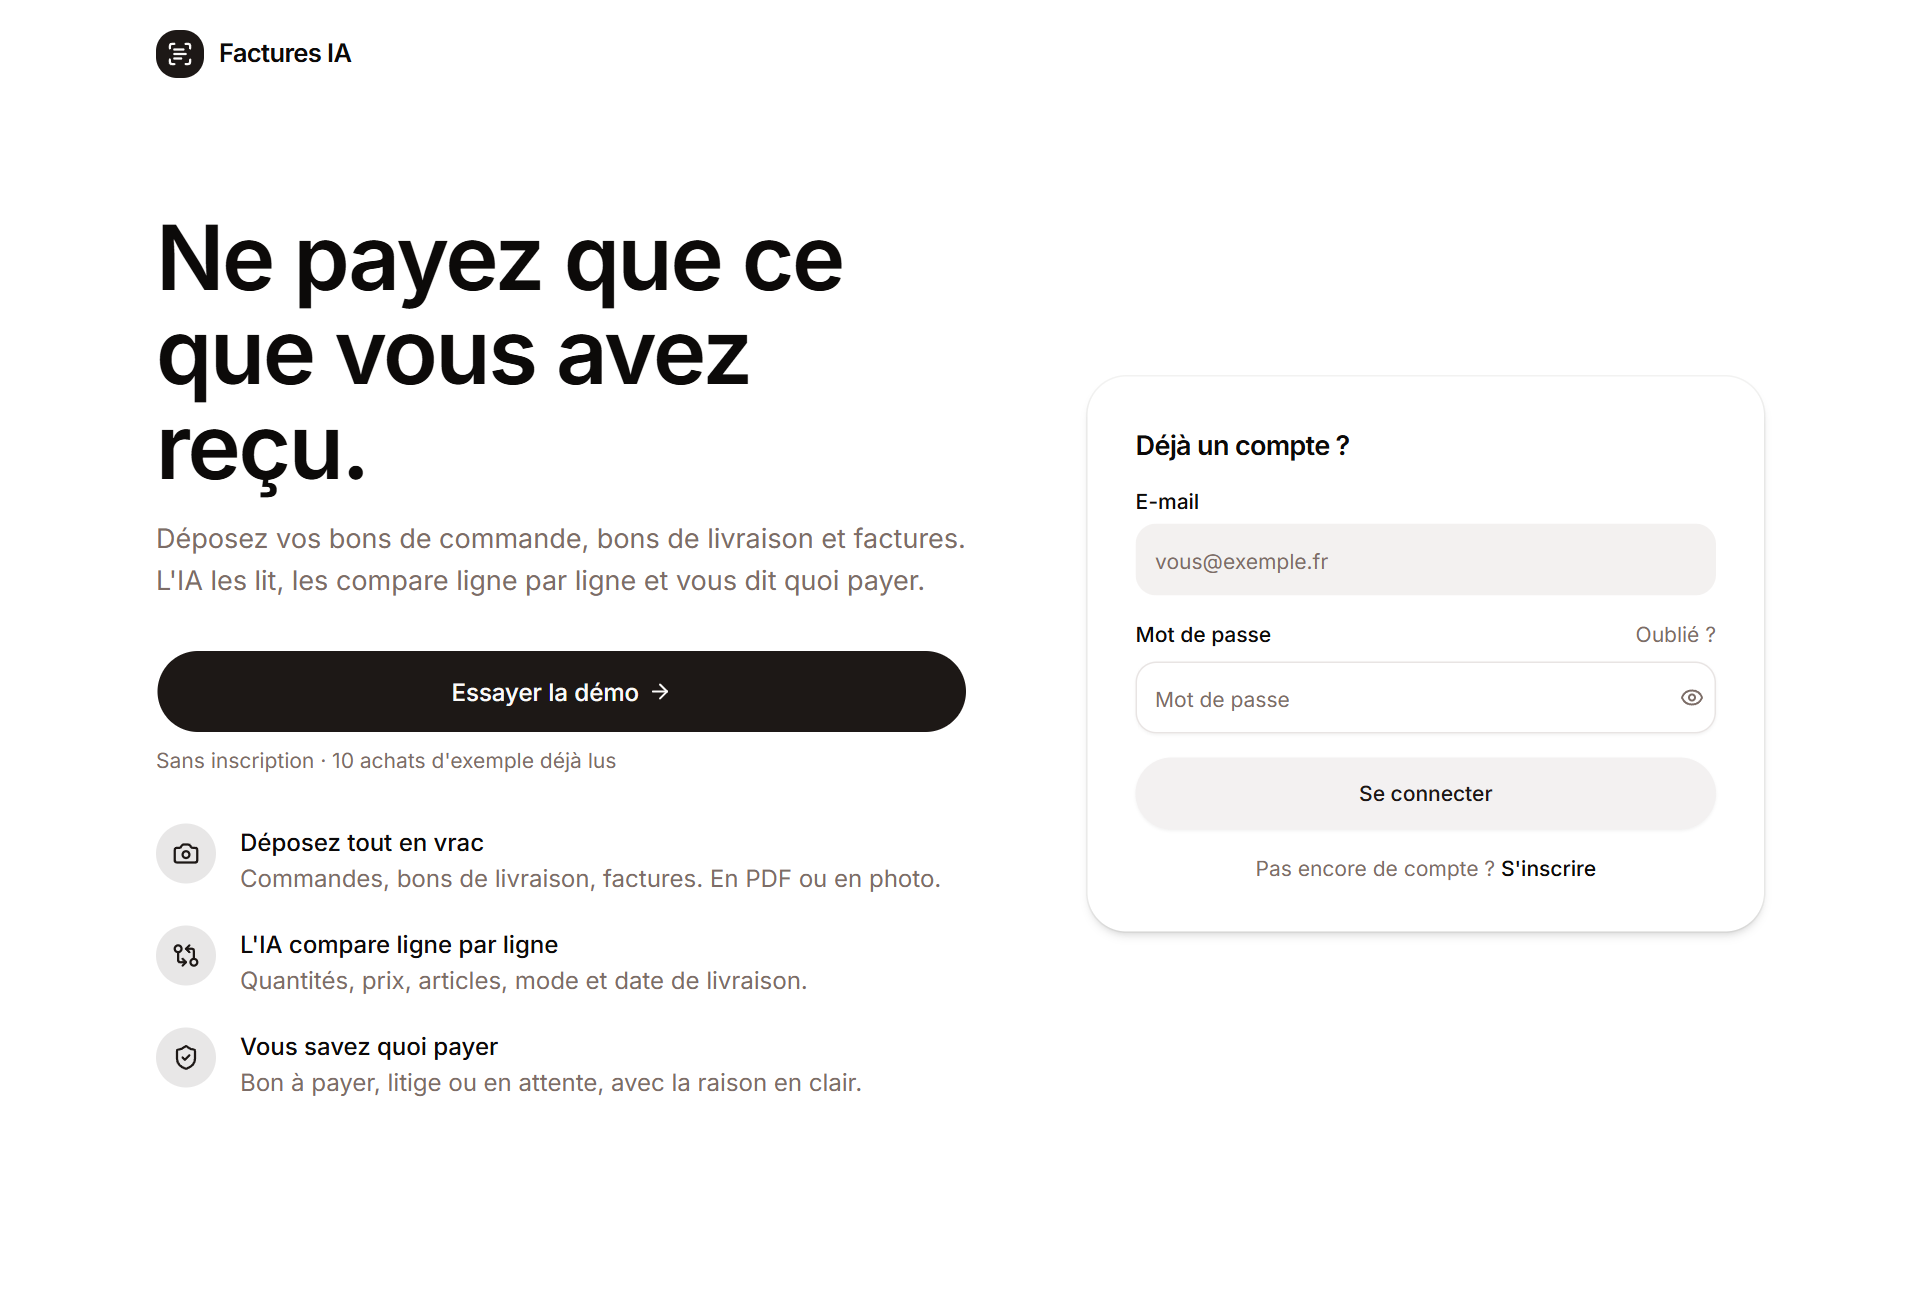 Factures IA
Ne payez que ce
que vous avez
reçu.
Déposez vos bons de commande, bons de livraison et factures.
L'IA les lit, les compare ligne par ligne et vous dit quoi payer.
Essayer la démo →
Sans inscription · 10 achats d'exemple déjà lus
Déposez tout en vrac
Commandes, bons de livraison, factures. En PDF ou en photo.
L'IA compare ligne par ligne
Quantités, prix, articles, mode et date de livraison.
Vous savez quoi payer
Bon à payer, litige ou en attente, avec la raison en clair.
Déjà un compte ?
E-mail
vous@exemple.fr
Mot de passe Oublié ?
Mot de passe
Se connecter
Pas encore de compte ? S'inscrire